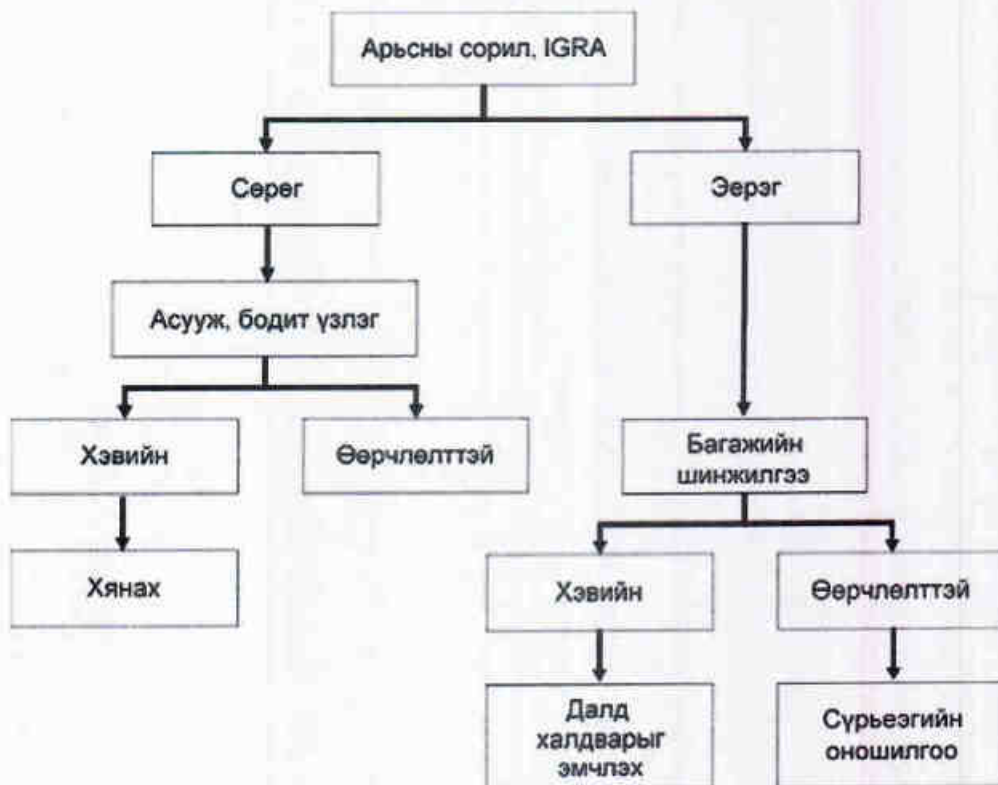 Арьсны сорил, IGRA
Сөрөг
Эерэг
Асууж, бодит үзлэг
Хэвийн
Өөрчлөлттэй
Багажийн
шинжилгээ
Хянах
Хэвийн
Өөрчлөлттэй
Далд
халдварыг
эмчлэх
Сүрьеэгийн
оношилгоо